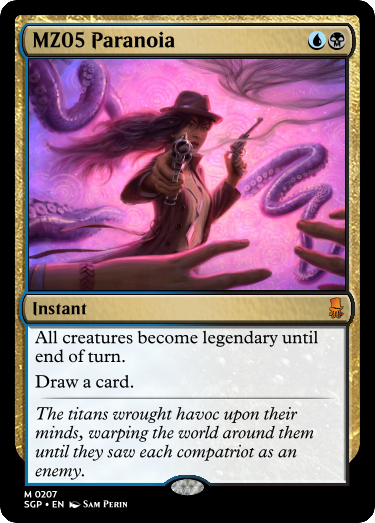 MZ05 Paranoia
Instant
All creatures become legendary until
end of turn.
Draw a card.
The titans wrought havoc upon their
minds, warping the world around them
until they saw each compatriot as an
enemy.
M 0207
SGP • EN Sam Perin